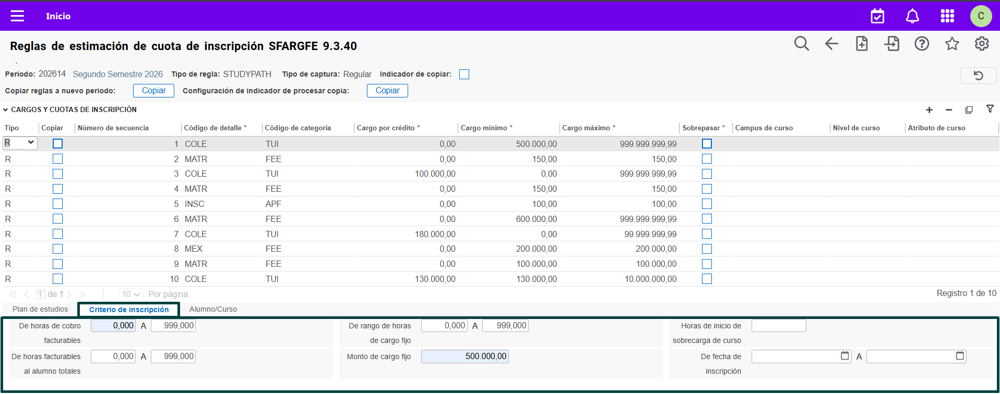 Inicio
C
Reglas de estimación de cuota de inscripción SFARGFE 9.3.40
.
Periodo: 202614 Segundo Semestre 2026 Tipo de regla: STUDYPATH Tipo de captura: Regular Indicador de copiar:
Copiar reglas a nuevo periodo: Copiar Configuración de indicador de procesar copia: Copiar
CARGOS Y CUOTAS DE INSCRIPCIÓN
Tipo Copiar Número de secuencia Código de detalle * Código de categoría Cargo por crédito * Cargo mínimo * Cargo máximo * Sobrepasar * Campus de curso Nivel de curso Atributo de curso
R 1 COLE TUI 0,00 500.000,00 999.999.999,99
R 2 MATR FEE 0,00 150,00 150,00
R 3 COLE TUI 100.000,00 0,00 999.999.999,99
R 4 MATR FEE 0,00 150,00 150,00
R 5 INSC APF 0,00 100,00 100,00
R 6 MATR FEE 0,00 600.000,00 999.999.999,99
R 7 COLE TUI 180.000,00 0,00 99.999.999,99
R 8 MEX FEE 0,00 200.000,00 200.000,00
R 9 MATR FEE 0,00 100.000,00 100.000,00
R 10 COLE TUI 130.000,00 130.000,00 10.000.000,00
1 de 1 10 Por página Registro 1 de 10
Plan de estudios Criterio de inscripción Alumno/Curso
De horas de cobro facturables 0,000 A 999,000 De rango de horas de cargo fijo 0,000 A 999,000 Horas de inicio de sobrecarga de curso
De horas facturables al alumno totales 0,000 A 999,000 Monto de cargo fijo 500.000,00 De fecha de inscripción A